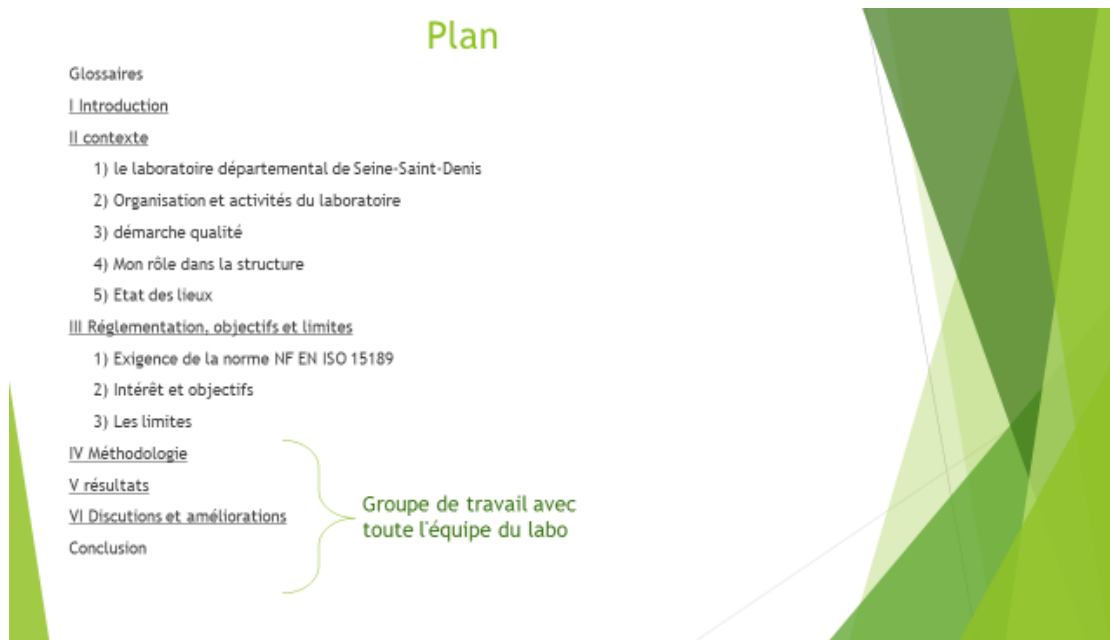 Plan
Glossaires
I Introduction
II contexte
1) le laboratoire départemental de Seine-Saint-Denis
2) Organisation et activités du laboratoire
3) démarche qualité
4) Mon rôle dans la structure
5) Etat des lieux
III Réglementation, objectifs et limites
1) Exigence de la norme NF EN ISO 15189
2) Intérêt et objectifs
3) Les limites
IV Méthodologie
V résultats
VI Discutions et améliorations
Conclusion
Groupe de travail avec
toute l'équipe du labo